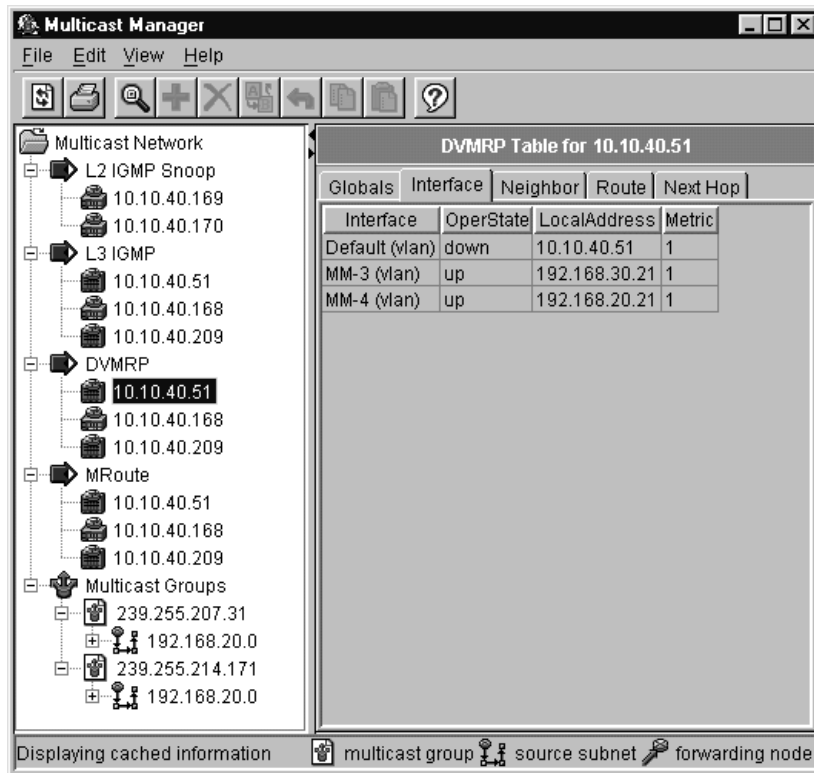 Multicast Manager
File Edit View Help
Multicast Network
L2 IGMP Snoop
10.10.40.169
10.10.40.170
L3 IGMP
10.10.40.51
10.10.40.168
10.10.40.209
DVMRP
10.10.40.51
10.10.40.168
10.10.40.209
MRoute
10.10.40.51
10.10.40.168
10.10.40.209
Multicast Groups
239.255.207.31
192.168.20.0
239.255.214.171
192.168.20.0
DVMRP Table for 10.10.40.51
Globals Interface Neighbor Route Next Hop
Interface OperState LocalAddress Metric
Default (vlan) down 10.10.40.51 1
MM-3 (vlan) up 192.168.30.21 1
MM-4 (vlan) up 192.168.20.21 1
Displaying cached information multicast group source subnet forwarding node